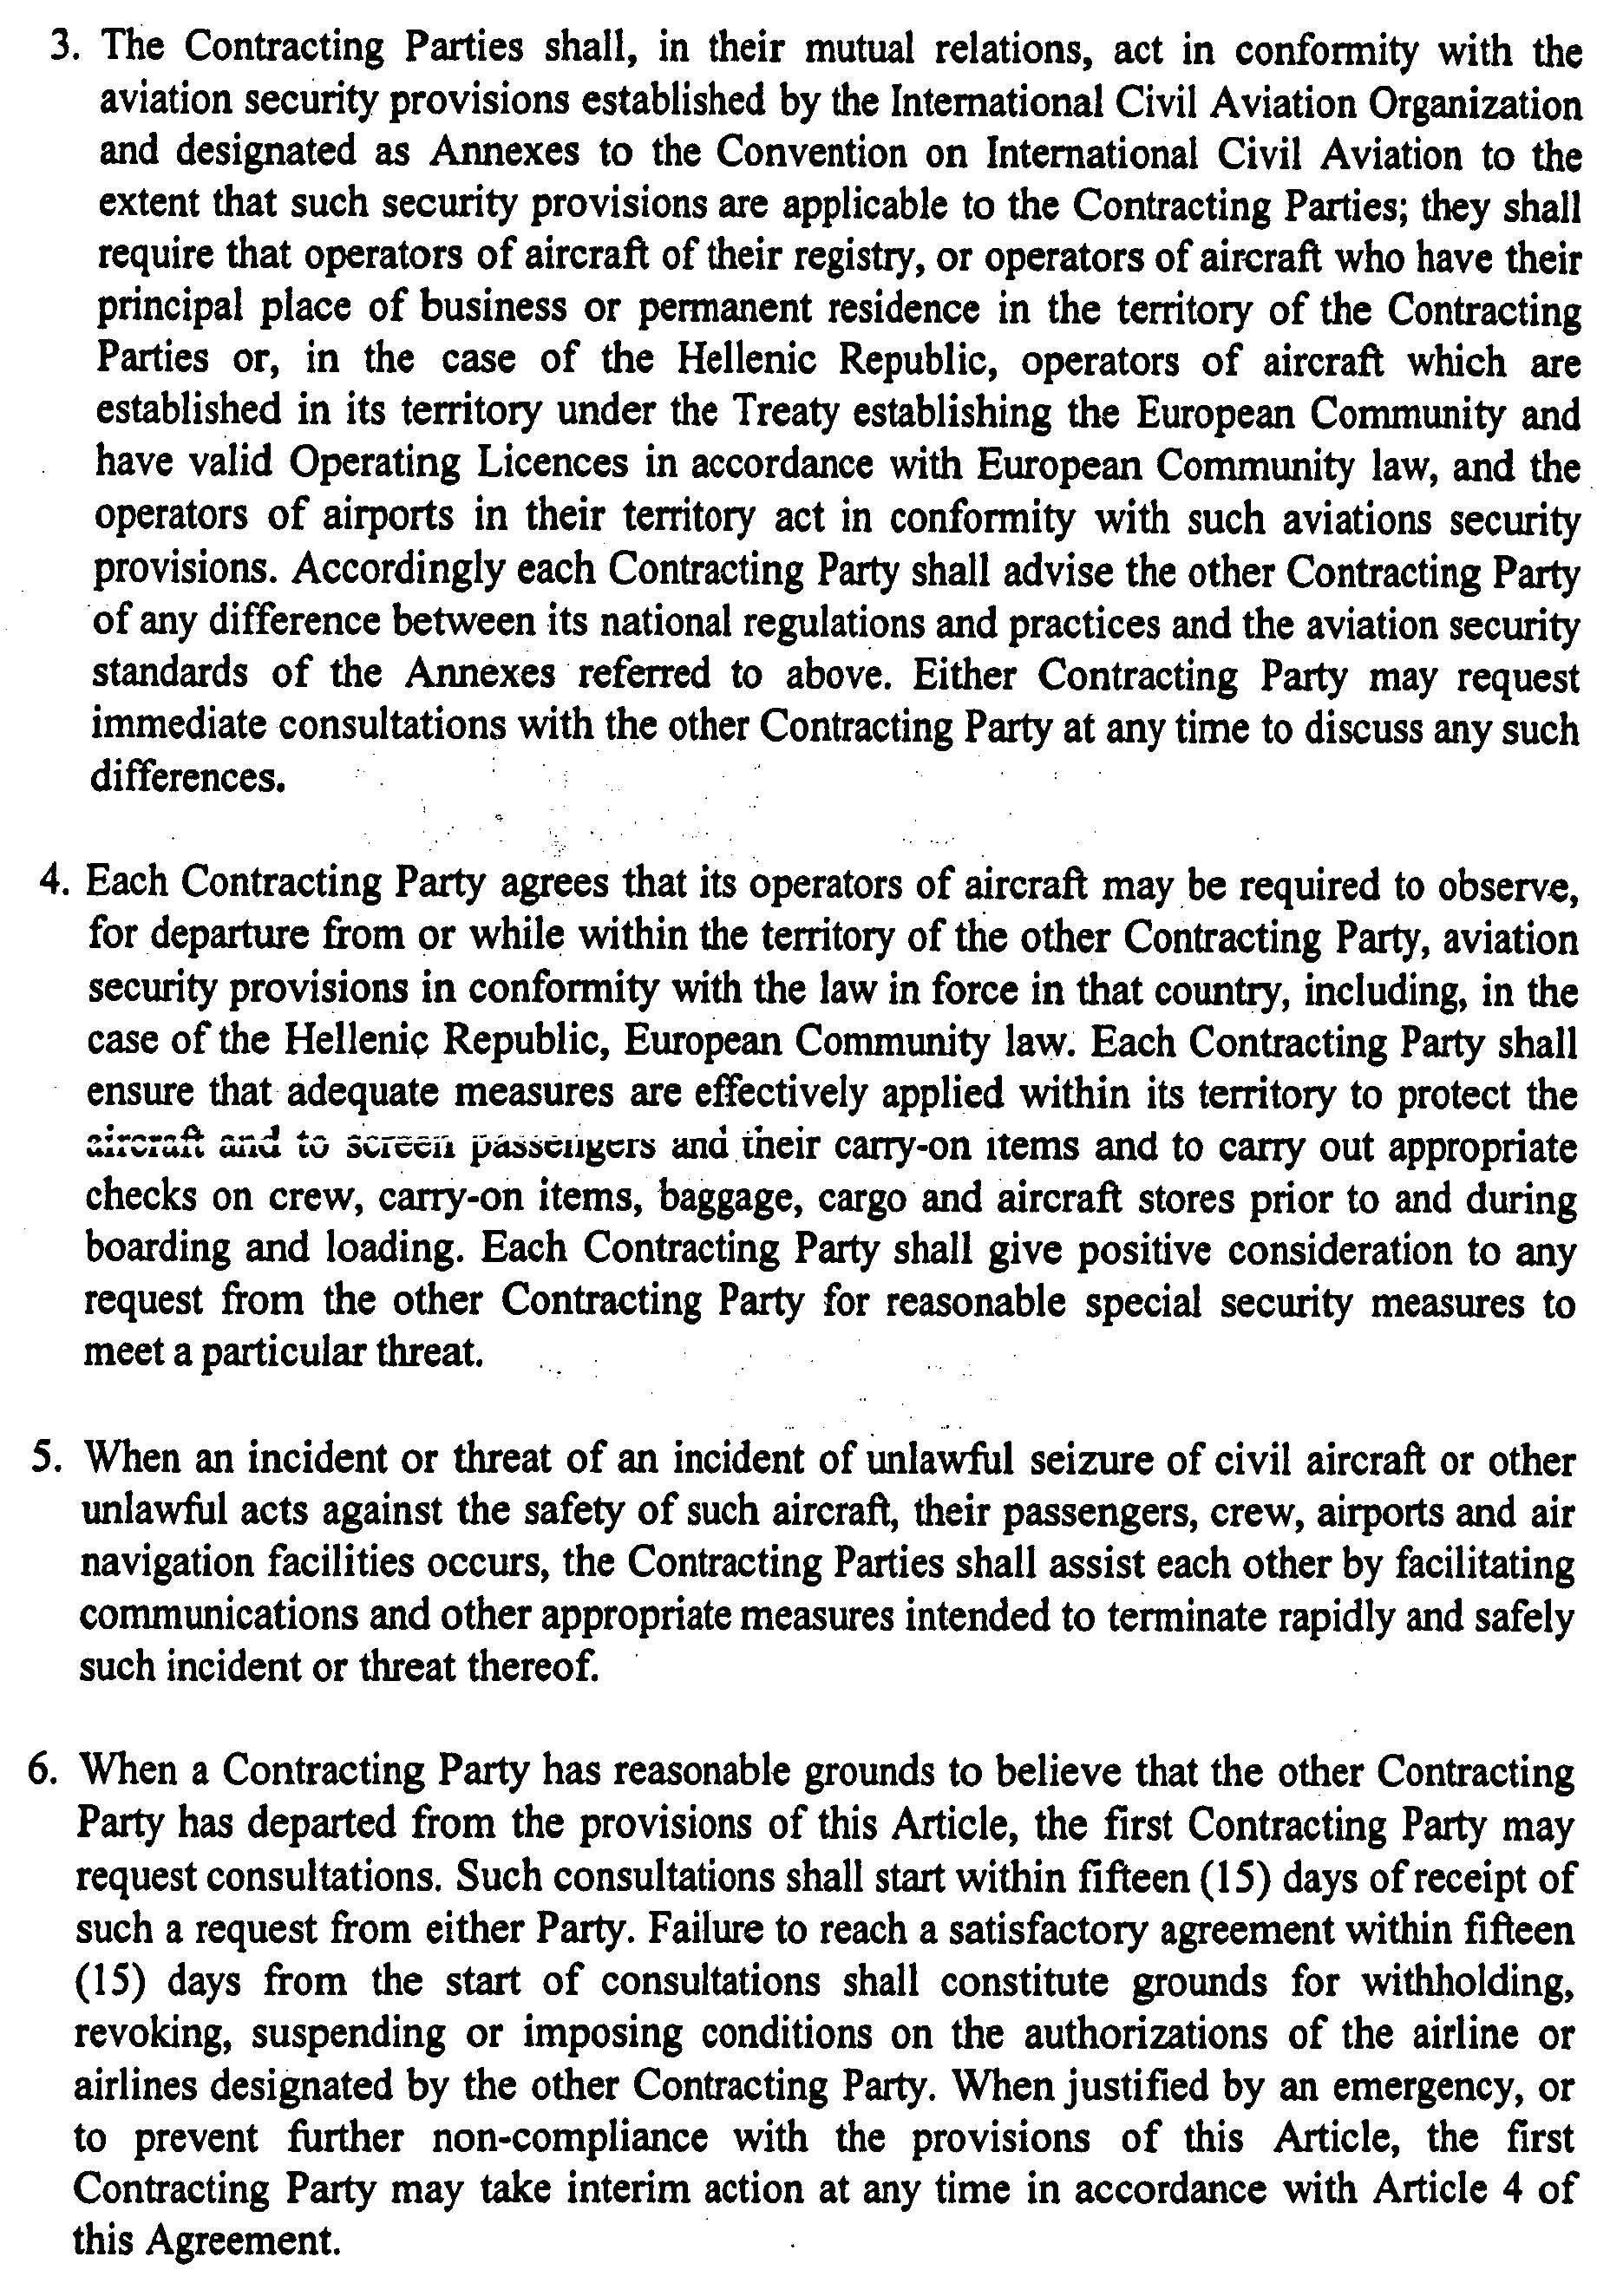 3. The Contracting Parties shall, in their mutual relations, act in conformity with the
aviation security provisions established by the International Civil Aviation Organization
and designated as Annexes to the Convention on International Civil Aviation to the
extent that such security provisions are applicable to the Contracting Parties; they shall
require that operators of aircraft of their registry, or operators of aircraft who have their
principal place of business or permanent residence in the territory of the Contracting
Parties or, in the case of the Hellenic Republic, operators of aircraft which are
established in its territory under the Treaty establishing the European Community and
have valid Operating Licences in accordance with European Community law, and the
operators of airports in their territory act in conformity with such aviations security
provisions. Accordingly each Contracting Party shall advise the other Contracting Party
of any difference between its national regulations and practices and the aviation security
standards of the Annexes referred to above. Either Contracting Party may request
immediate consultations with the other Contracting Party at any time to discuss any such
differences.
4. Each Contracting Party agrees that its operators of aircraft may be required to observe,
for departure from or while within the territory of the other Contracting Party, aviation
security provisions in conformity with the law in force in that country, including, in the
case of the Hellenic Republic, European Community law. Each Contracting Party shall
ensure that adequate measures are effectively applied within its territory to protect the
aircraft and to screen passengers and their carry-on items and to carry out appropriate
checks on crew, carry-on items, baggage, cargo and aircraft stores prior to and during
boarding and loading. Each Contracting Party shall give positive consideration to any
request from the other Contracting Party for reasonable special security measures to
meet a particular threat.
5. When an incident or threat of an incident of unlawful seizure of civil aircraft or other
unlawful acts against the safety of such aircraft, their passengers, crew, airports and air
navigation facilities occurs, the Contracting Parties shall assist each other by facilitating
communications and other appropriate measures intended to terminate rapidly and safely
such incident or threat thereof.
6. When a Contracting Party has reasonable grounds to believe that the other Contracting
Party has departed from the provisions of this Article, the first Contracting Party may
request consultations. Such consultations shall start within fifteen (15) days of receipt of
such a request from either Party. Failure to reach a satisfactory agreement within fifteen
(15) days from the start of consultations shall constitute grounds for withholding,
revoking, suspending or imposing conditions on the authorizations of the airline or
airlines designated by the other Contracting Party. When justified by an emergency, or
to prevent further non-compliance with the provisions of this Article, the first
Contracting Party may take interim action at any time in accordance with Article 4 of
this Agreement.